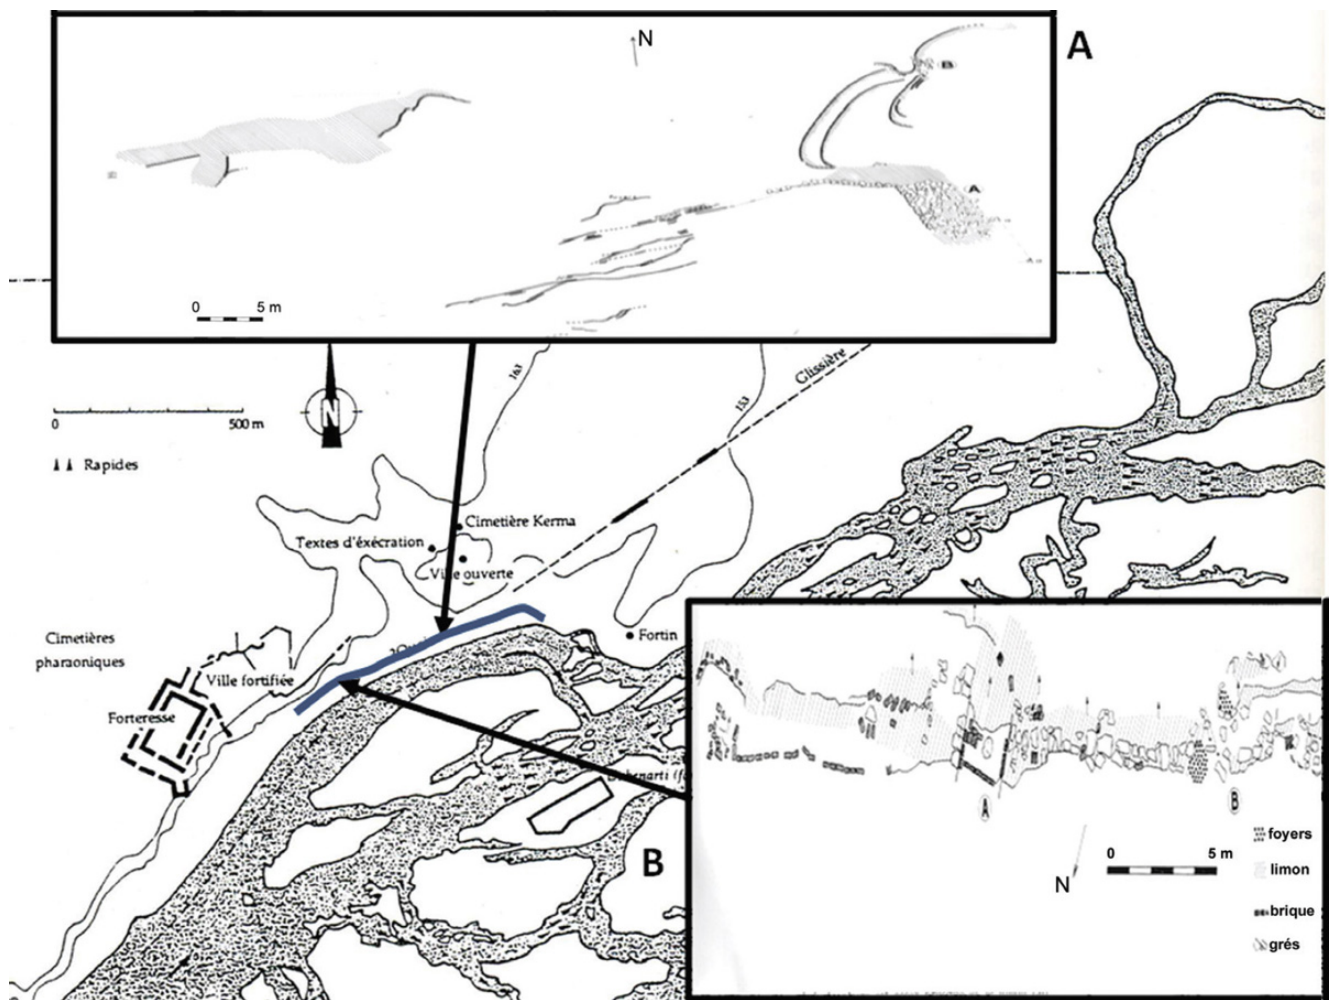 A
N
B
A
0 5 m
Glissière
163
153
N
0 500 m
Rapides
Cimetière Kerma
Textes d'éxécration
Ville ouverte
Fortin
Cimetières
pharaoniques
Ville fortifiée
Forteresse
B
A
B
foyers
0 5 m
limon
N
brique
grés